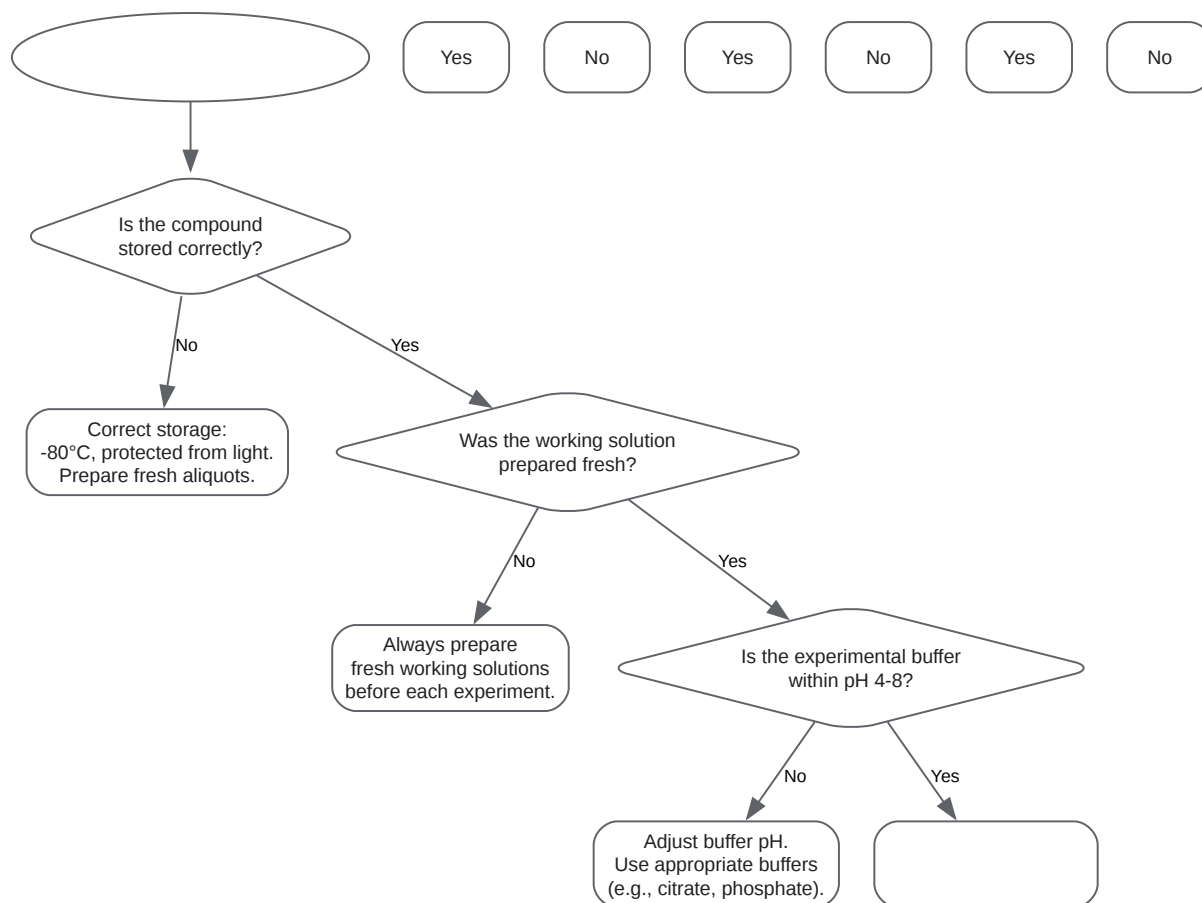 Yes
No
Yes
No
Yes
No
Is the compound
stored correctly?
No
Yes
Correct storage:
-80°C, protected from light.
Prepare fresh aliquots.
Was the working solution
prepared fresh?
No
Yes
Always prepare
fresh working solutions
before each experiment.
Is the experimental buffer
within pH 4-8?
No
Yes
Adjust buffer pH.
Use appropriate buffers
(e.g., citrate, phosphate).